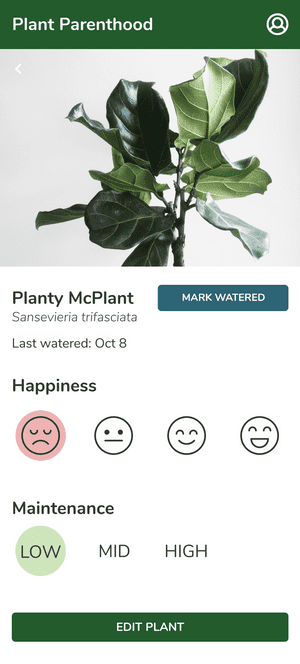 Plant Parenthood
Planty McPlant
MARK WATERED
Sansevieria trifasciata
Last watered: Oct 8
Happiness
Maintenance
LOW
MID
HIGH
EDIT PLANT